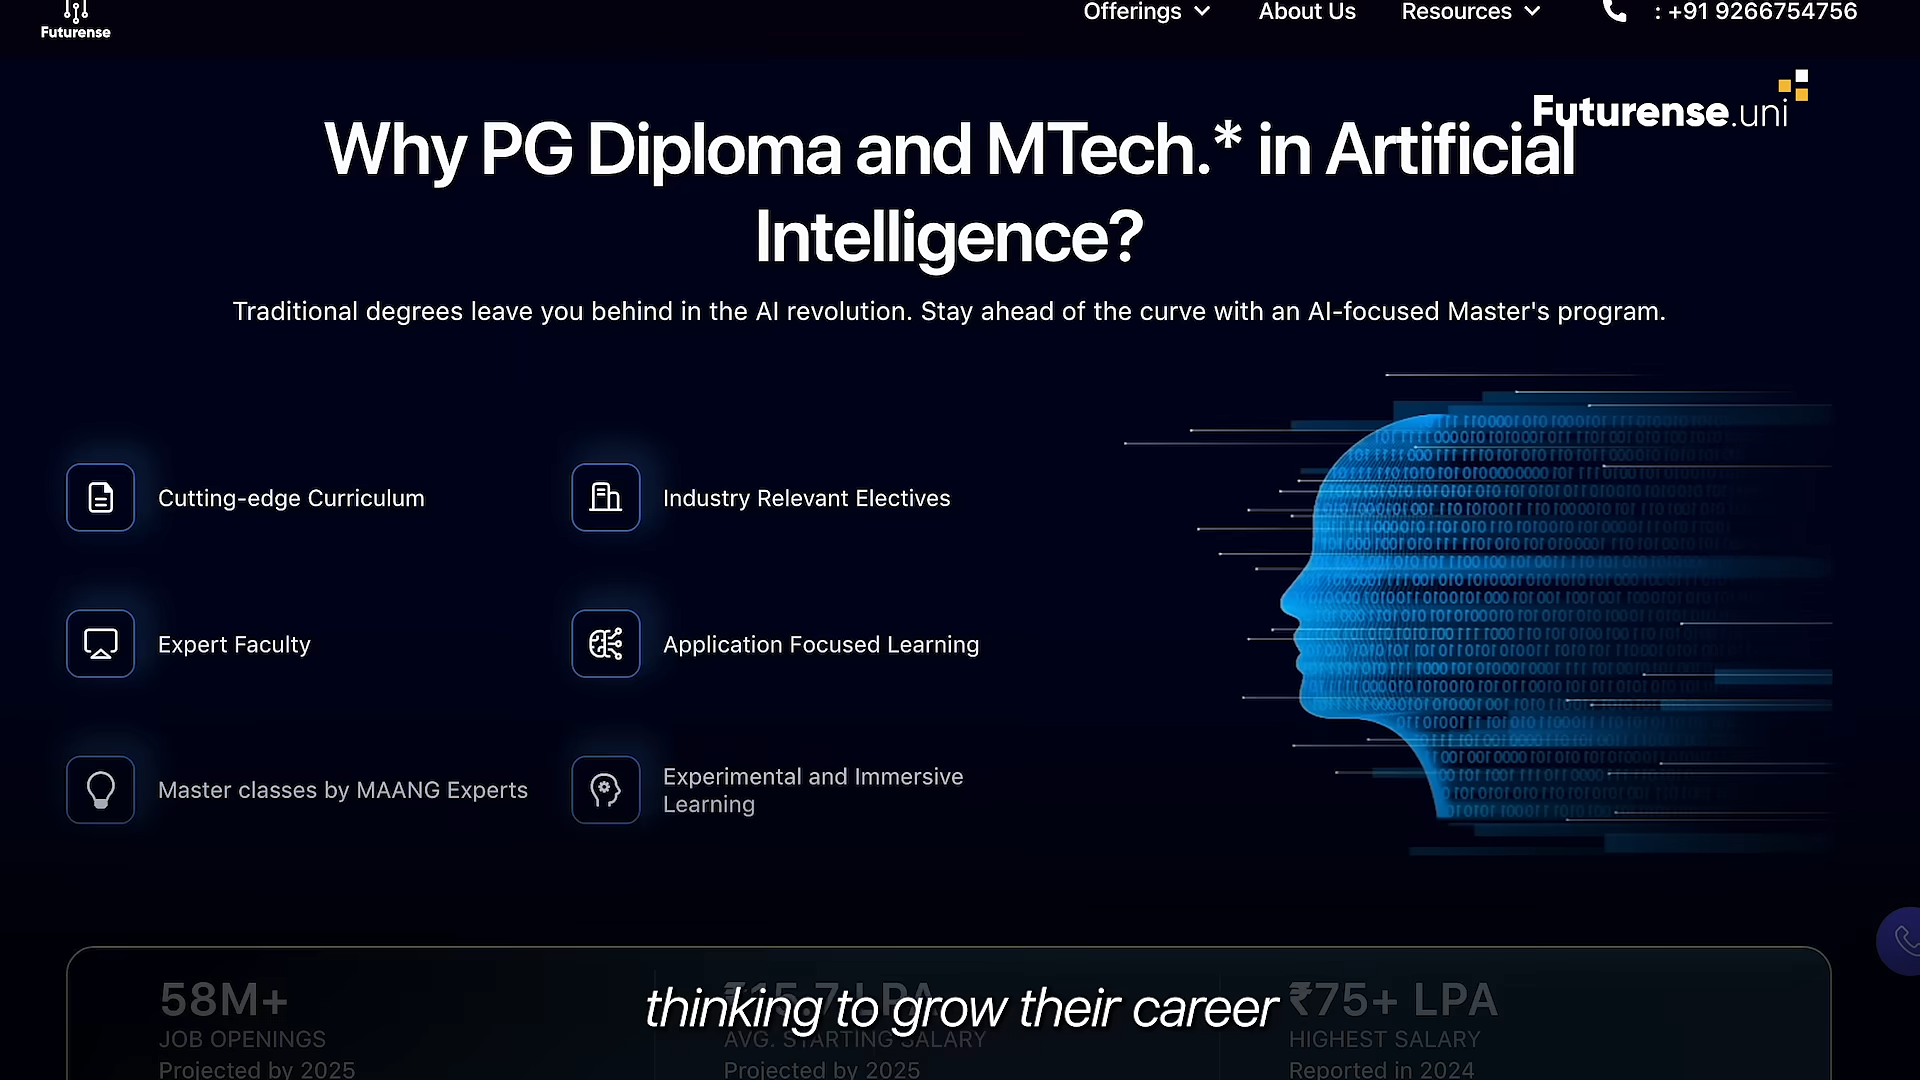 Futurense
Offerings
About Us
Resources
: +91 9266754756
Futurense.uni
Why PG Diploma and MTech.* in Artificial
Intelligence?
Traditional degrees leave you behind in the AI revolution. Stay ahead of the curve with an AI-focused Master's program.
Cutting-edge Curriculum
Industry Relevant Electives
Expert Faculty
Application Focused Learning
Master classes by MAANG Experts
Experimental and Immersive
Learning
58M+
₹15.7 LPA
₹75+ LPA
thinking to grow their career
JOB OPENINGS
AVG. STARTING SALARY
HIGHEST SALARY
Projected by 2025
Projected by 2025
Reported in 2024